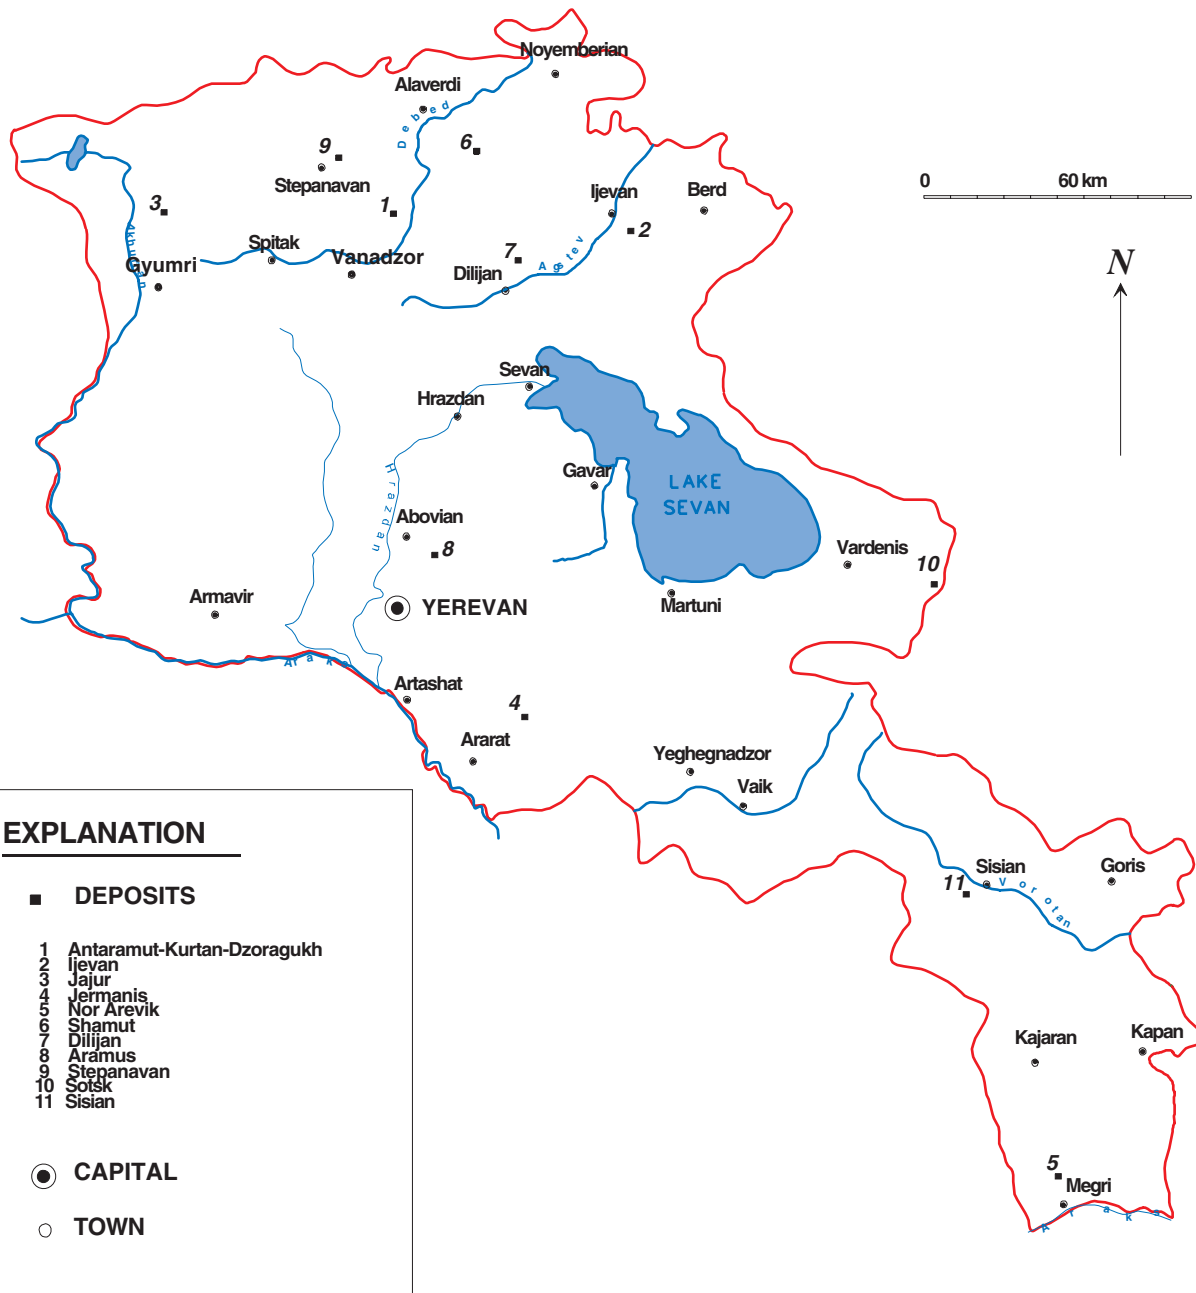 Noyemberian
Alaverdi
Debed
9
6
Stepanavan
Ijevan
Berd
0
60 km
3
1
2
Akhurian
Spitak
Vanadzor
7
Agstev
Gyumri
Dilijan
N
Sevan
Hrazdan
Gavar
LAKE
SEVAN
Hrazdan
Abovian
8
Vardenis
10
Armavir
YEREVAN
Martuni
Araks
Artashat
4
Ararat
Yeghegnadzor
Vaik
EXPLANATION
DEPOSITS
1 Antaramut-Kurtan-Dzoragukh
2 Ijevan
3 Jajur
4 Jermanis
5 Nor Arevik
6 Shamut
7 Dilijan
8 Aramus
9 Stepanavan
10 Sotsk
11 Sisian
CAPITAL
TOWN
Sisian
Goris
11
Vorotan
Kajaran
Kapan
5
Megri
Araks